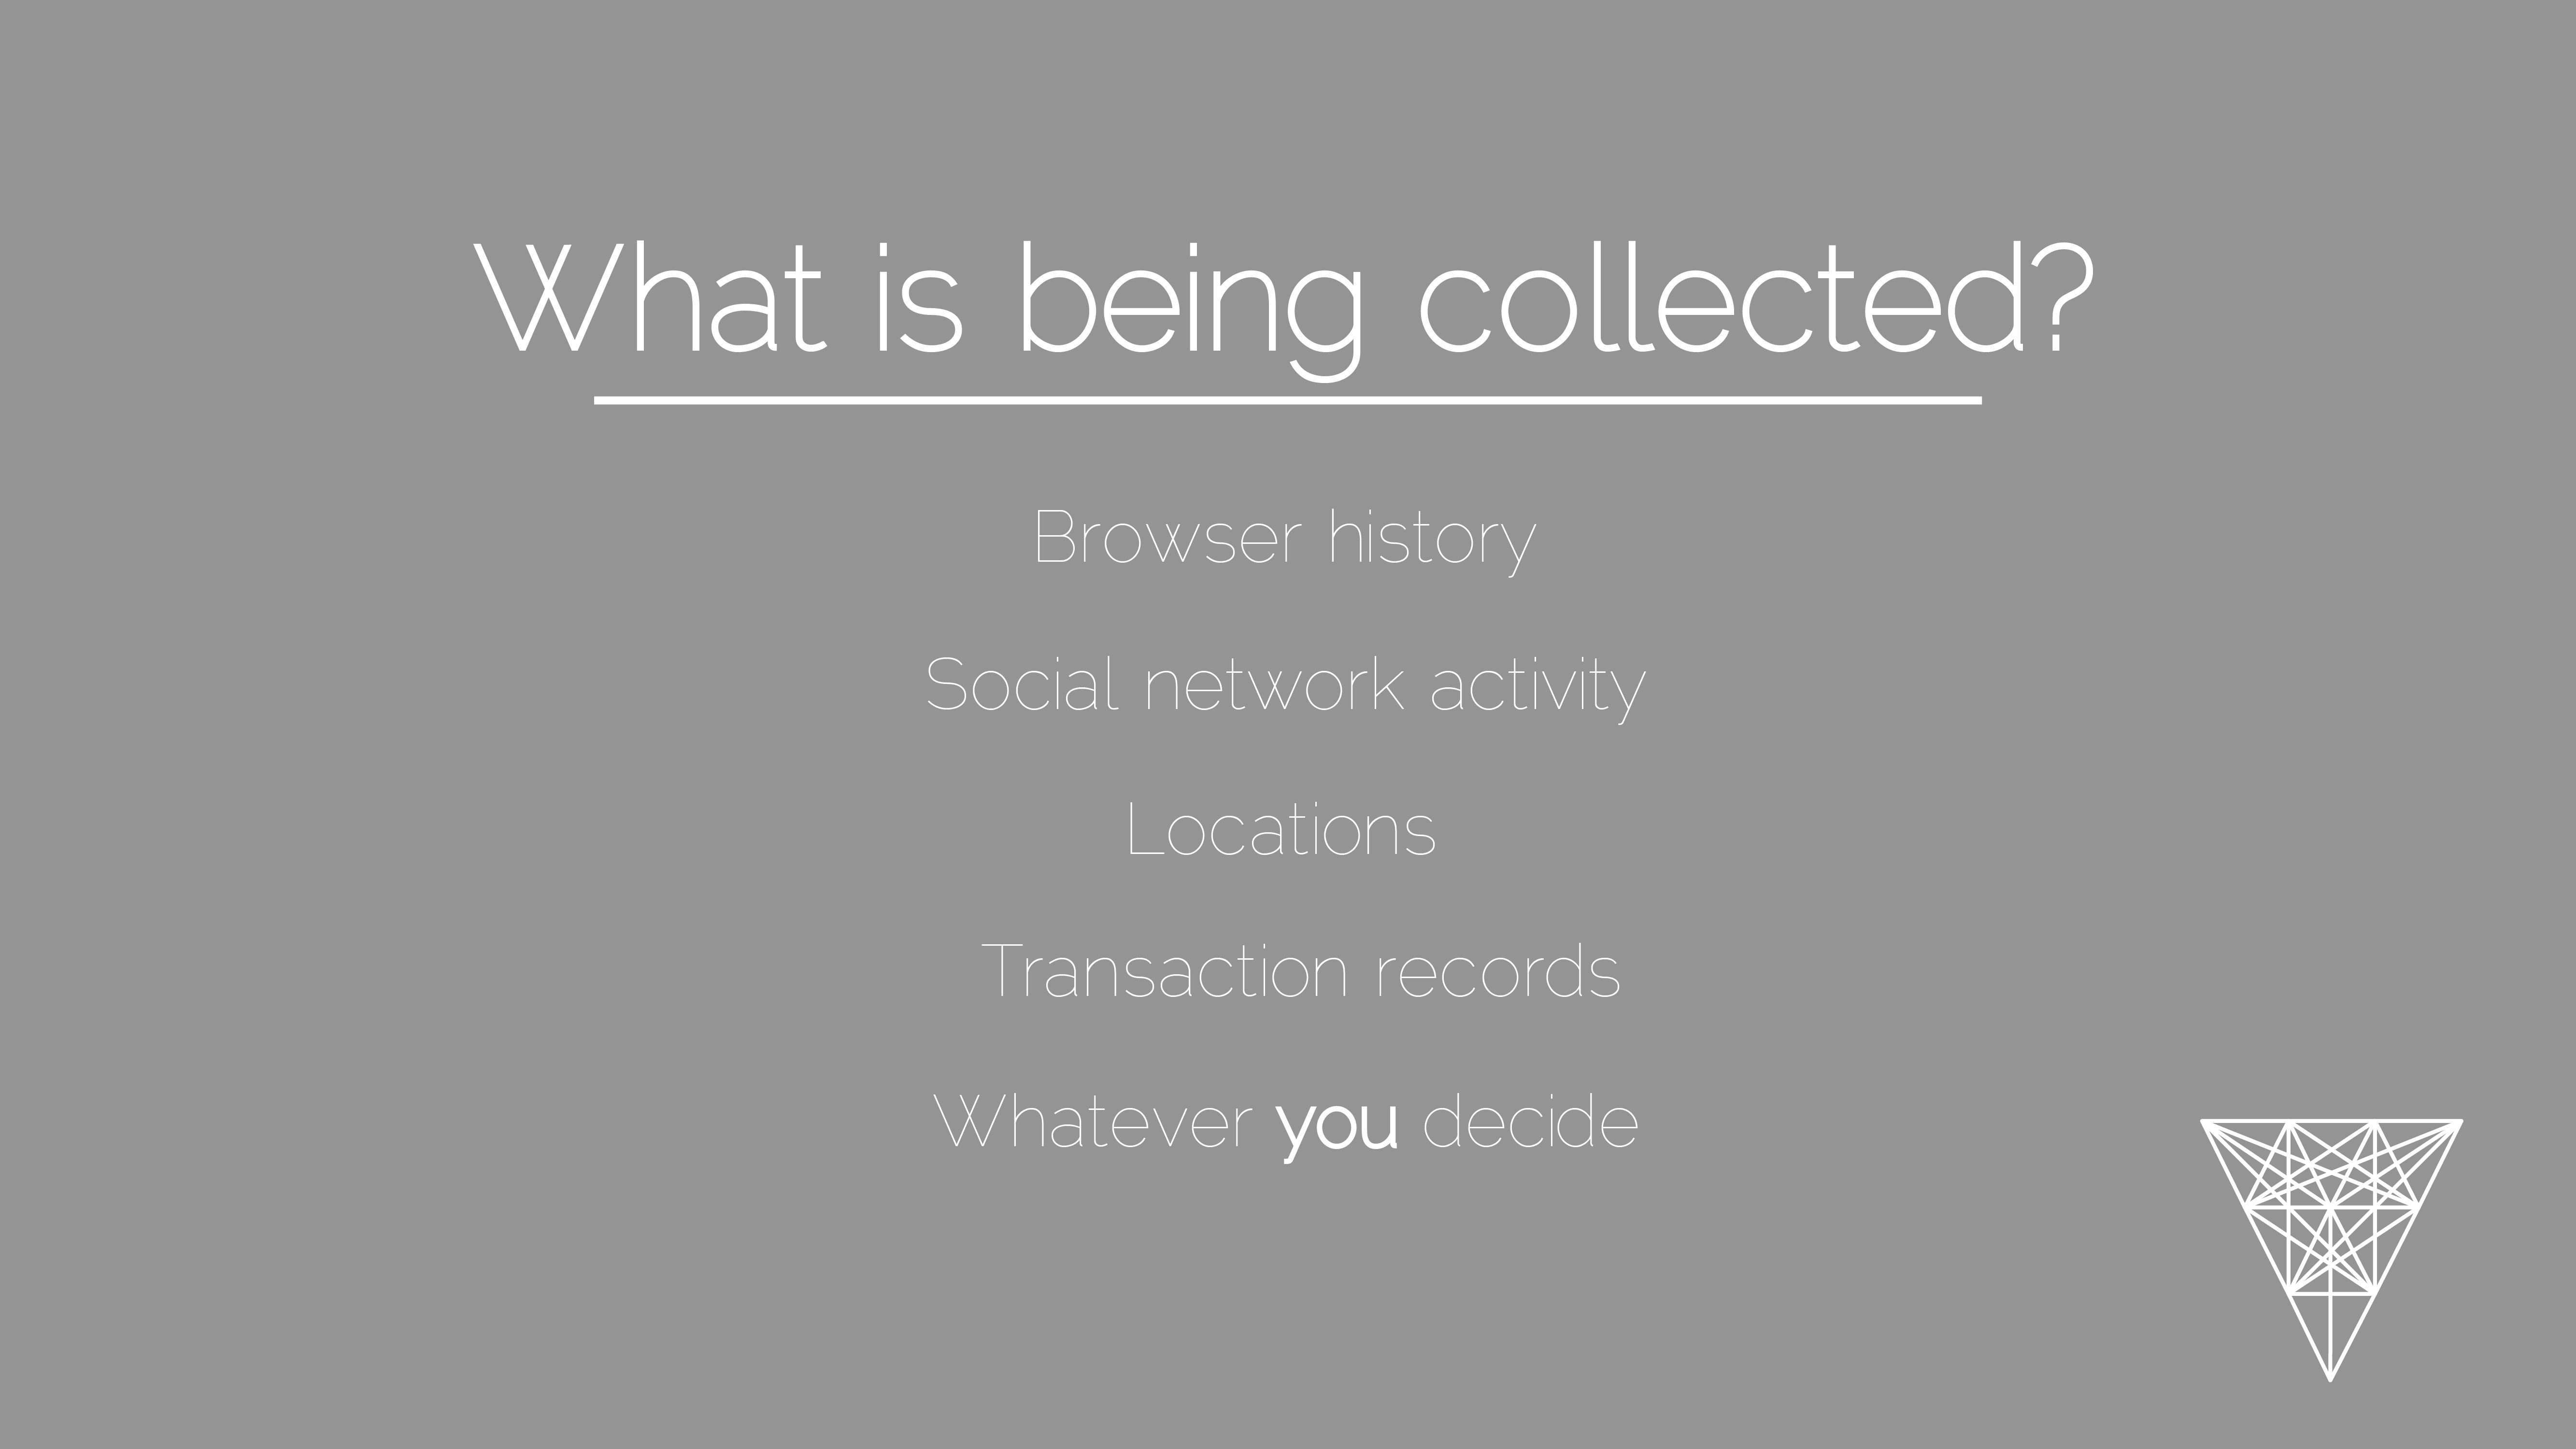 What is being collected?
Browser history
Social network activity
Locations
Transaction records
Whatever you decide